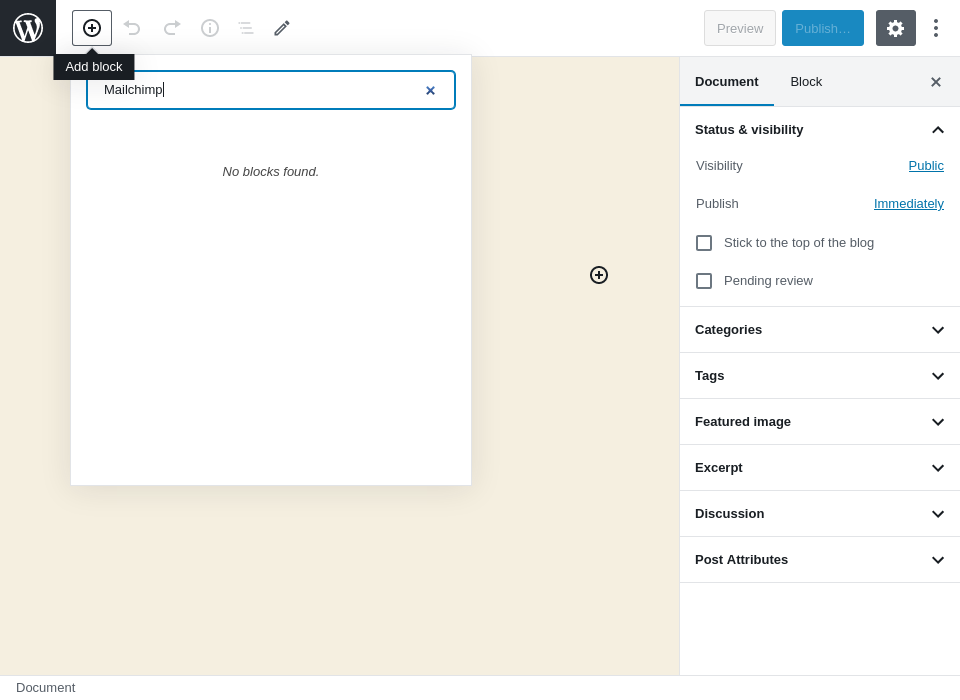 Preview
Publish…
Add block
Mailchimp
No blocks found.
Document
Block
Status & visibility
Visibility
Public
Publish
Immediately
Stick to the top of the blog
Pending review
Categories
Tags
Featured image
Excerpt
Discussion
Post Attributes
Document